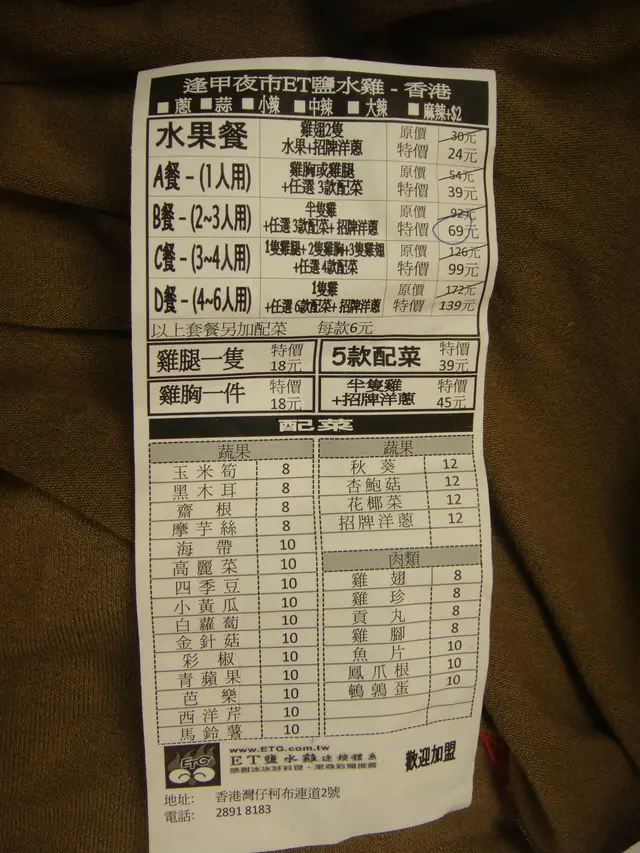 逢甲夜市ET鹽水雞 - 香港
■ 蔥 ■ 蒜 ■ 小辣 ■ 中辣 ■ 大辣 ■ 麻辣+$2
水果餐 雞翅2隻 水果+招牌洋蔥 原價 30元 特價 24元
A餐 – (1人用) 雞胸或雞腿 +任選 3款配菜 原價 54元 特價 39元
B餐 – (2~3人用) 半隻雞 +任選 3款配菜+ 招牌洋蔥 原價 92元 特價 69元
C餐 – (3~4人用) 1隻雞腿+ 2隻雞胸+3隻雞翅 +任選 4款配菜 原價 126元 特價 99元
D餐 – (4~6人用) 1隻雞 +任選 6款配菜+ 招牌洋蔥 原價 172元 特價 139元
以上套餐另加配菜 每款6元
雞腿一隻 特價 18元
5款配菜 特價 39元
雞胸一件 特價 18元
半隻雞 +招牌洋蔥 特價 45元
配菜
蔬果
玉米筍 8
黑木耳 8
齋根 8
摩芋絲 8
海帶 10
高麗菜 10
四季豆 10
小黃瓜 10
白蘿蔔 10
金針菇 10
彩椒 10
青蘋果 10
芭樂 10
西洋芹 10
馬鈴薯 10
蔬果
秋葵 12
杏鮑菇 12
花椰菜 12
招牌洋蔥 12
肉類
雞翅 8
雞珍 8
貢丸 8
雞腳 8
魚片 10
鳳爪根 10
鵪鶉蛋 10
ETG
www.ETG.com.tw
ET鹽水雞連鎖體系
感謝冰冰好料理、東森新聞推薦
歡迎加盟
地址: 香港灣仔柯布連道2號
電話: 2891 8183